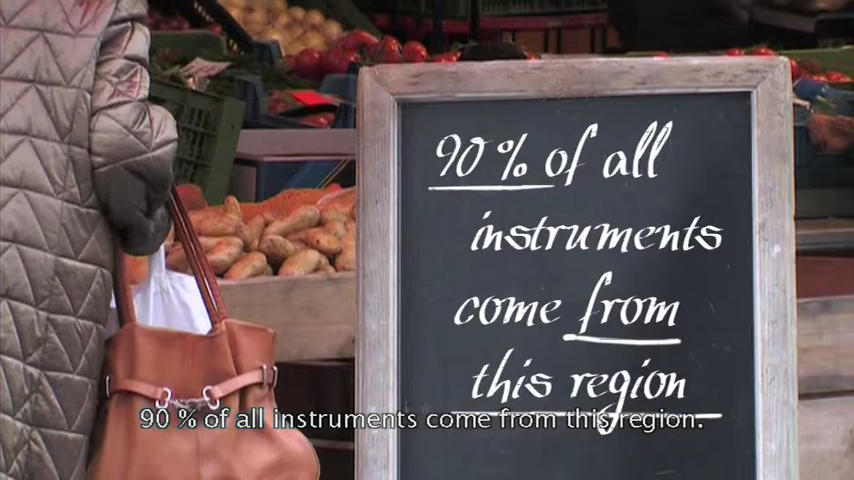 90 % of all
instruments
come from
this region
90 % of all instruments come from this region.